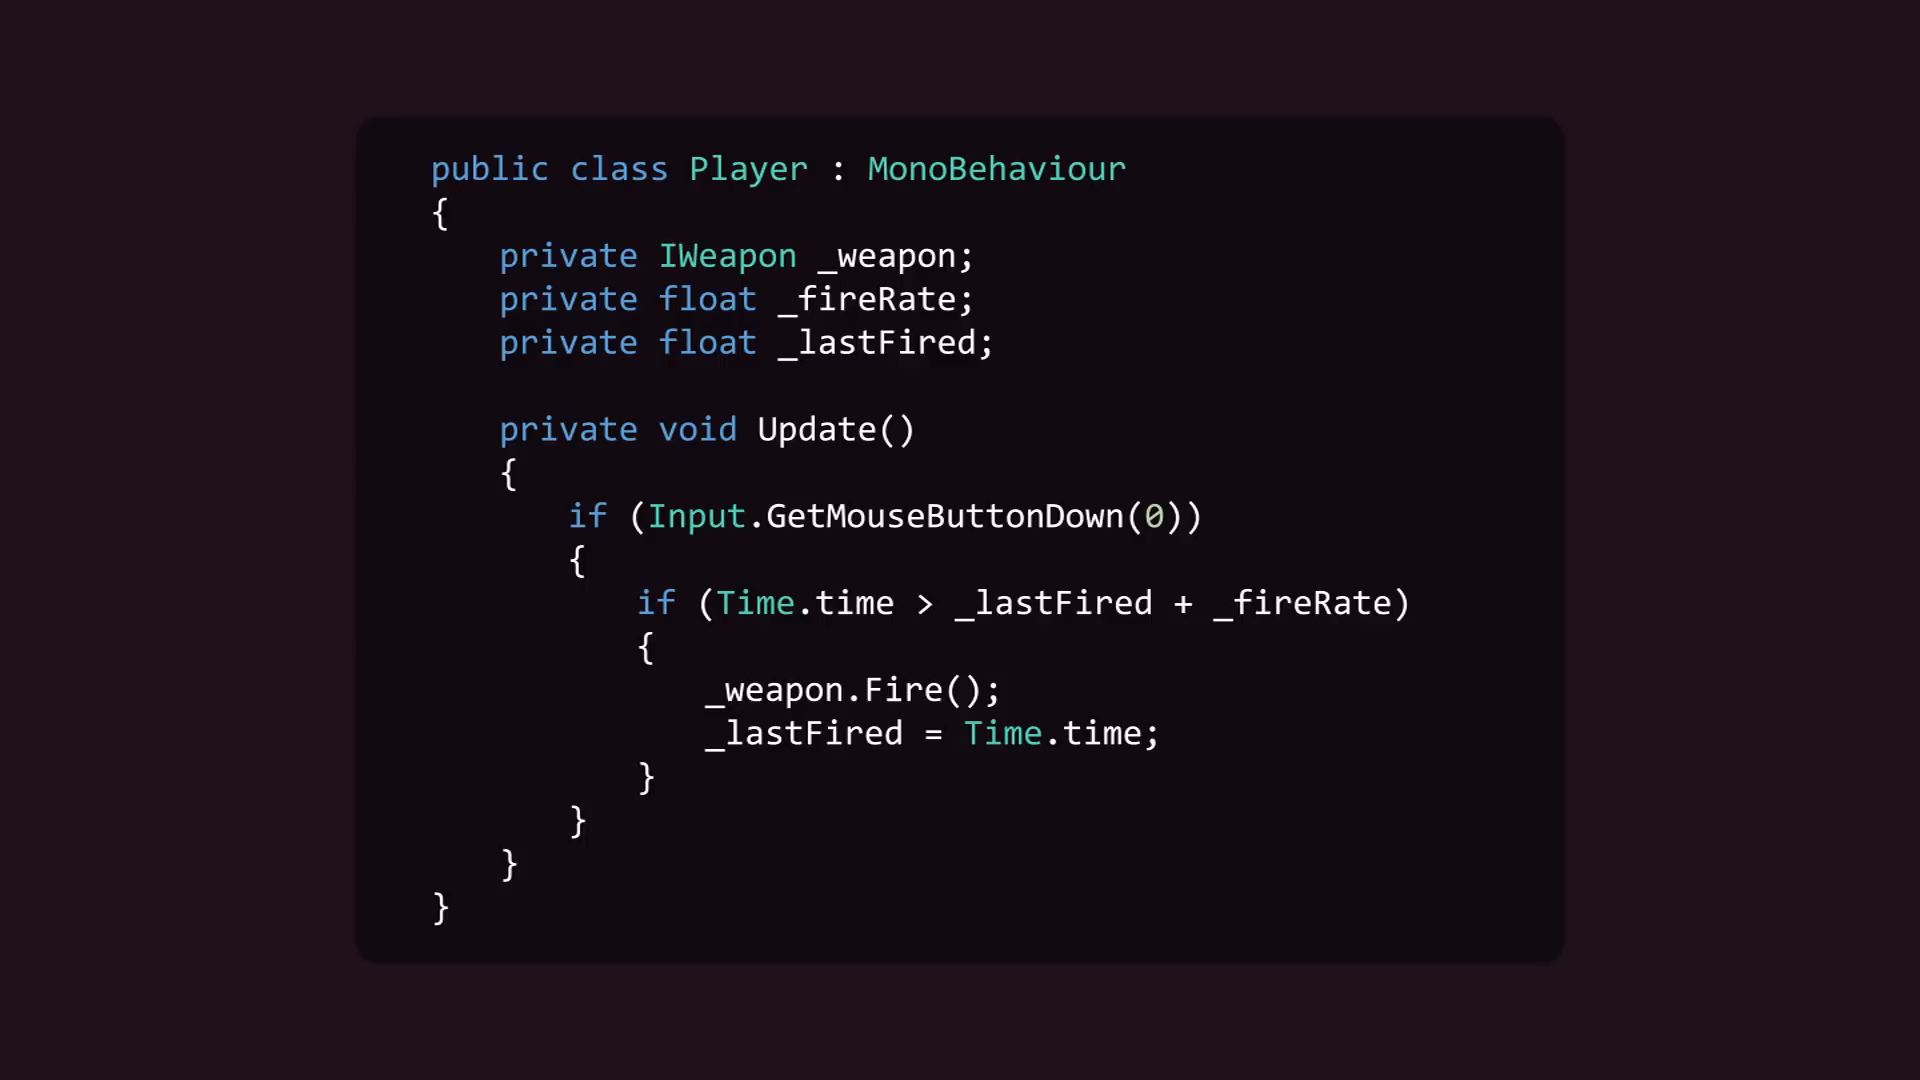 public class Player : MonoBehaviour
{
private IWeapon _weapon;
private float _fireRate;
private float _lastFired;
private void Update()
{
if (Input.GetMouseButtonDown(0))
{
if (Time.time > _lastFired + _fireRate)
{
_weapon.Fire();
_lastFired = Time.time;
}
}
}
}